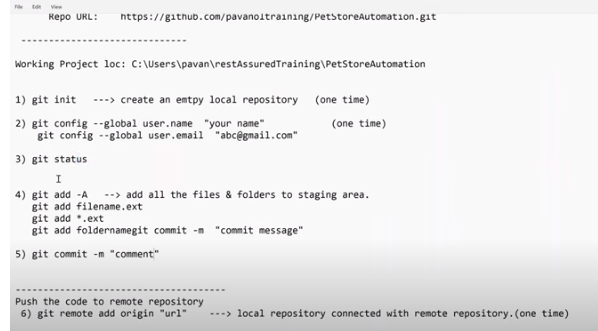 File Edit View
Repo URL: https://github.com/pavanoltraining/PetStoreAutomation.git
------------------------------
Working Project loc: C:\Users\pavan\restAssuredTraining\PetStoreAutomation
1) git init ---> create an emtpy local repository (one time)
2) git config --global user.name "your name" (one time)
git config --global user.email "abc@gmail.com"
3) git status
4) git add -A --> add all the files & folders to staging area.
git add filename.ext
git add *.ext
git add foldernamegit commit -m "commit message"
5) git commit -m "comment"
--------------------------------------
Push the code to remote repository
6) git remote add origin "url" ---> local repository connected with remote repository.(one time)